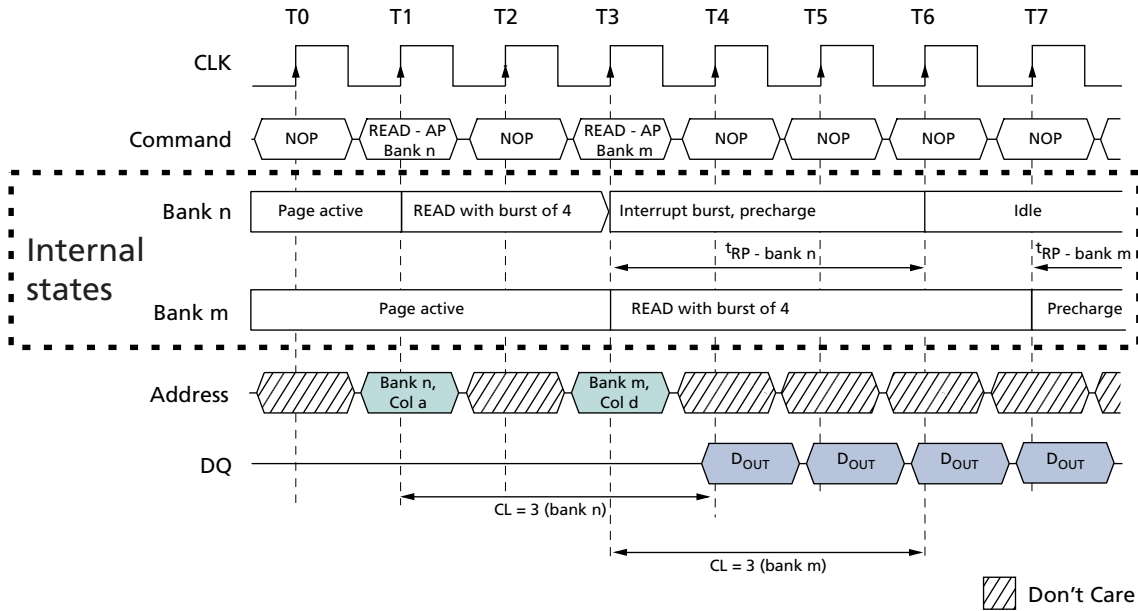 T0 T1 T2 T3 T4 T5 T6 T7
CLK
Command NOP READ - AP NOP READ - AP NOP NOP NOP NOP
Bank n Bank m
Bank n Page active READ with burst of 4 Interrupt burst, precharge Idle
Internal
states
tRP - bank n tRP - bank m
Bank m Page active READ with burst of 4 Precharge
Address Bank n, Bank m,
Col a Col d
DQ DOUT DOUT DOUT DOUT
CL = 3 (bank n)
CL = 3 (bank m)
Don't Care